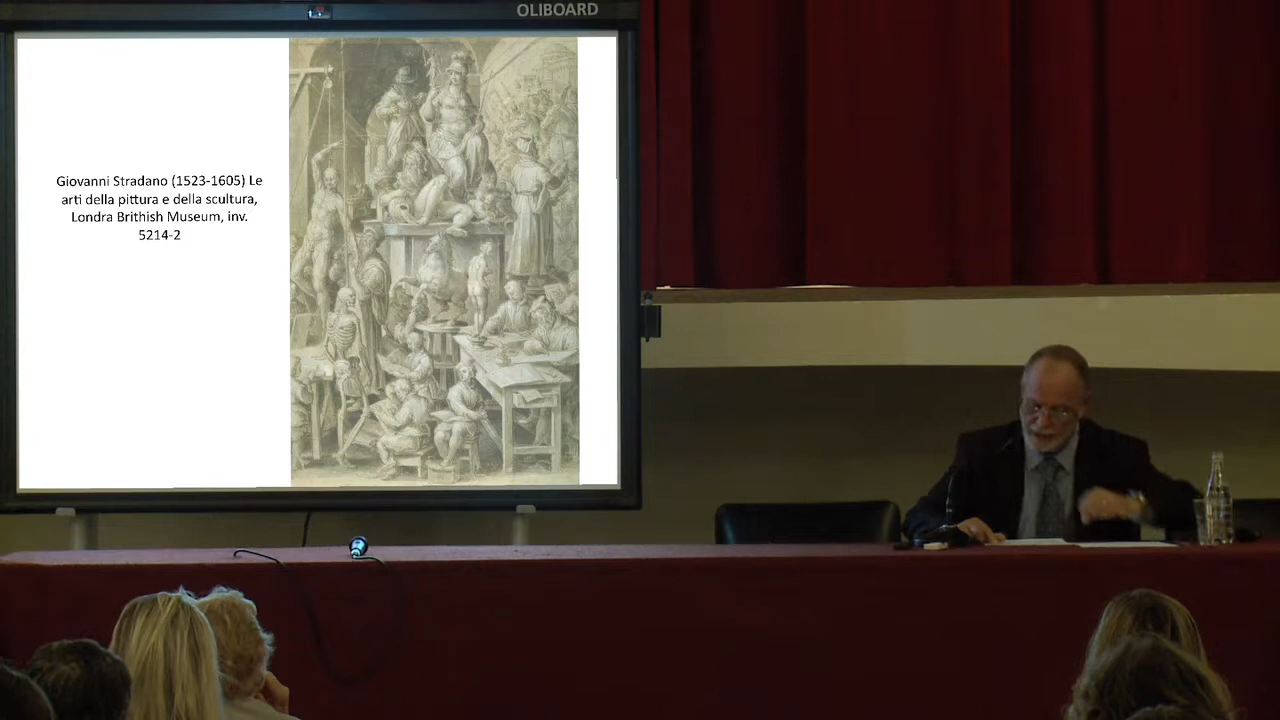 OLIBOARD
Giovanni Stradano (1523-1605) Le
arti della pittura e della scultura,
Londra Brithish Museum, inv.
5214-2